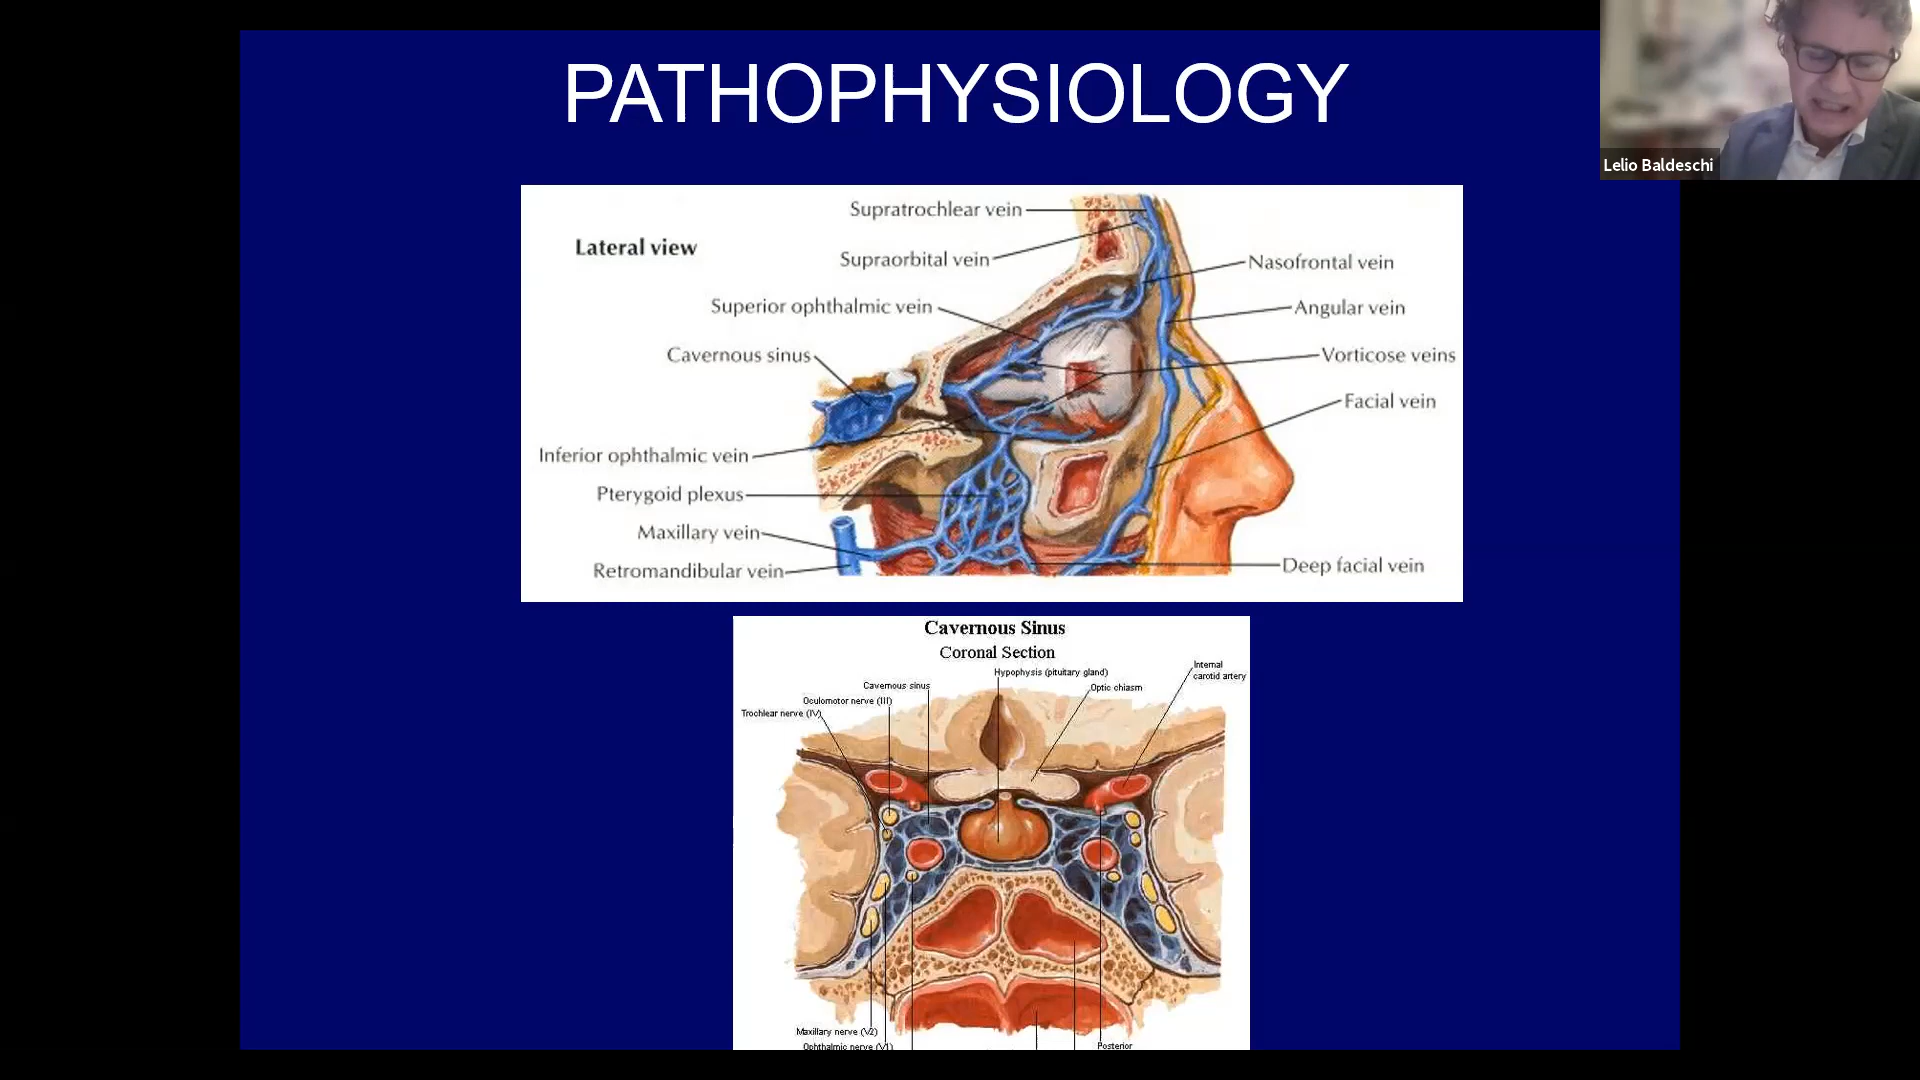 PATHOPHYSIOLOGY
Lelio Baldeschi
Lateral view
Supratrochlear vein
Supraorbital vein
Superior ophthalmic vein
Cavernous sinus
Inferior ophthalmic vein
Pterygoid plexus
Maxillary vein
Retromandibular vein
Nasofrontal vein
Angular vein
Vorticose veins
Facial vein
Deep facial vein
Cavernous Sinus
Coronal Section
Hypophysis (pituitary gland)
Internal
carotid artery
Cavernous sinus
Optic chiasm
Oculomotor nerve (III)
Trochlear nerve (IV)
Maxillary nerve (V2)
Ophthalmic nerve (V1)
Posterior